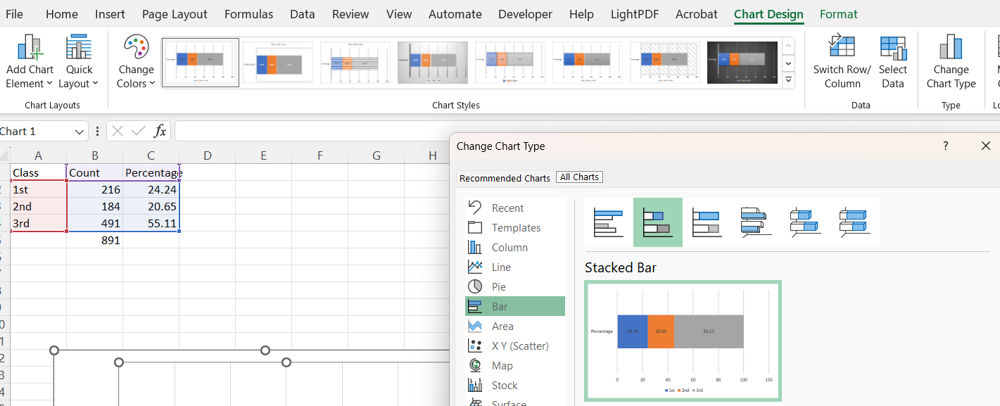 File Home Insert Page Layout Formulas Data Review View Automate Developer Help LightPDF Acrobat Chart Design Format
Add Chart Element
Quick Layout
Change Colors
Switch Row/ Column
Select Data
Change Chart Type
Chart Layouts
Chart Styles
Data
Type
Chart 1
fx
A B C D E F G H
Class Count Percentage
1st 216 24.24
2nd 184 20.65
3rd 491 55.11
891
Change Chart Type
?
Recommended Charts All Charts
Recent
Templates
Column
Line
Pie
Bar
Area
X Y (Scatter)
Map
Stock
Surface
Stacked Bar
Percentage
24.24 20.65 55.11
0 20 40 60 80 100 120
1st 2nd 3rd